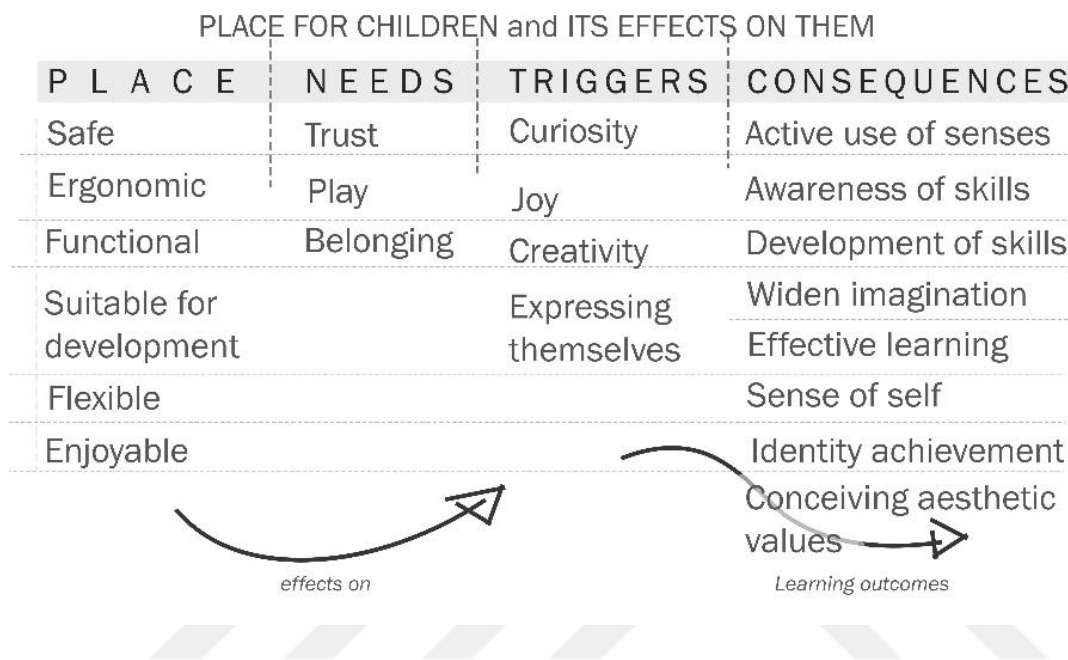 PLACE FOR CHILDREN and ITS EFFECTS ON THEM
PLACE NEEDS TRIGGERS CONSEQUENCES
Safe Trust Curiosity Active use of senses
Ergonomic Play Joy Awareness of skills
Functional Belonging Creativity Development of skills
Suitable for Expressing Widen imagination
development themselves Effective learning
Flexible Sense of self
Enjoyable Identity achievement
Conceiving aesthetic
values
effects on Learning outcomes